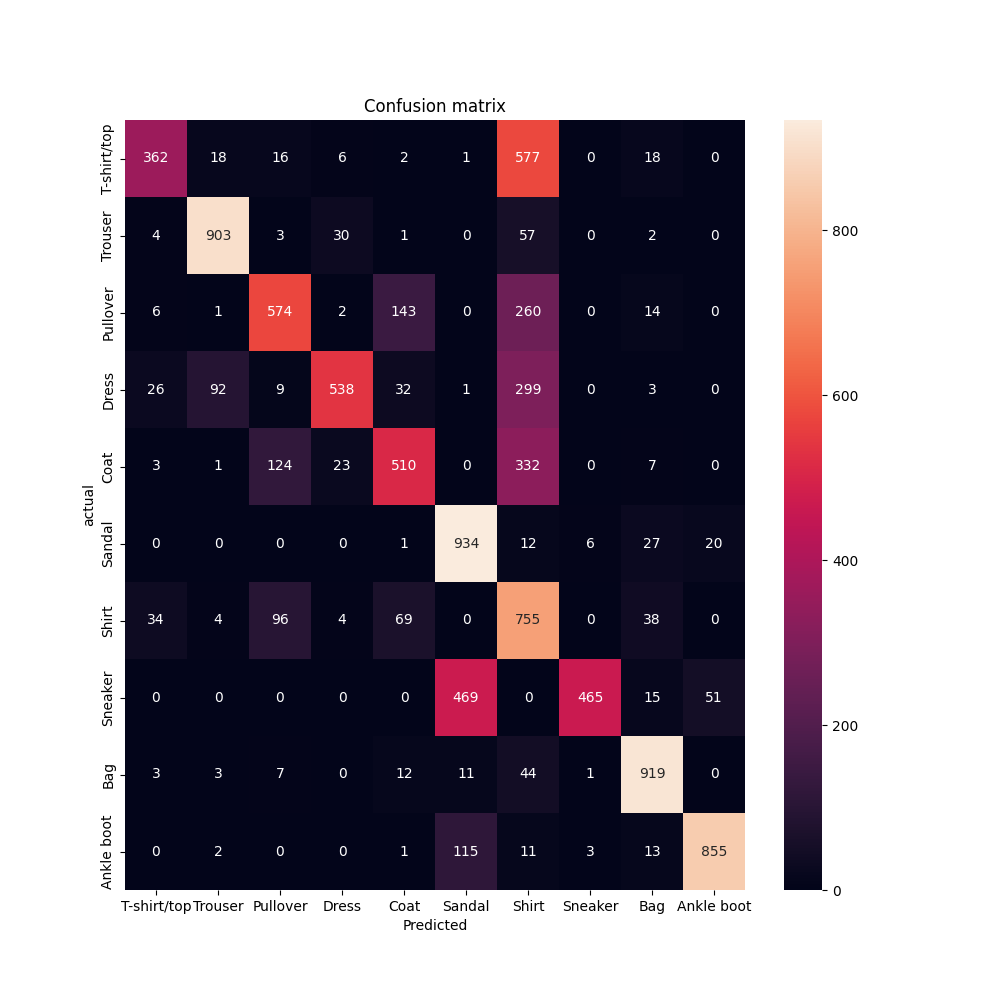 Confusion matrix
T-shirt/top 362 18 16 6 2 1 577 0 18 0
Trouser 4 903 3 30 1 0 57 0 2 0
800
Pullover 6 1 574 2 143 0 260 0 14 0
Dress 26 92 9 538 32 1 299 0 3 0
600
Coat 3 1 124 23 510 0 332 0 7 0
actual
Sandal 0 0 0 0 1 934 12 6 27 20
400
Shirt 34 4 96 4 69 0 755 0 38 0
Sneaker 0 0 0 0 469 0 465 15 51
200
Bag 3 3 7 0 12 11 44 1 919 0
Ankle boot 0 2 0 0 1 115 11 3 13 855
0
T-shirt/top Trouser Pullover Dress Coat Sandal Shirt Sneaker Bag Ankle boot
Predicted